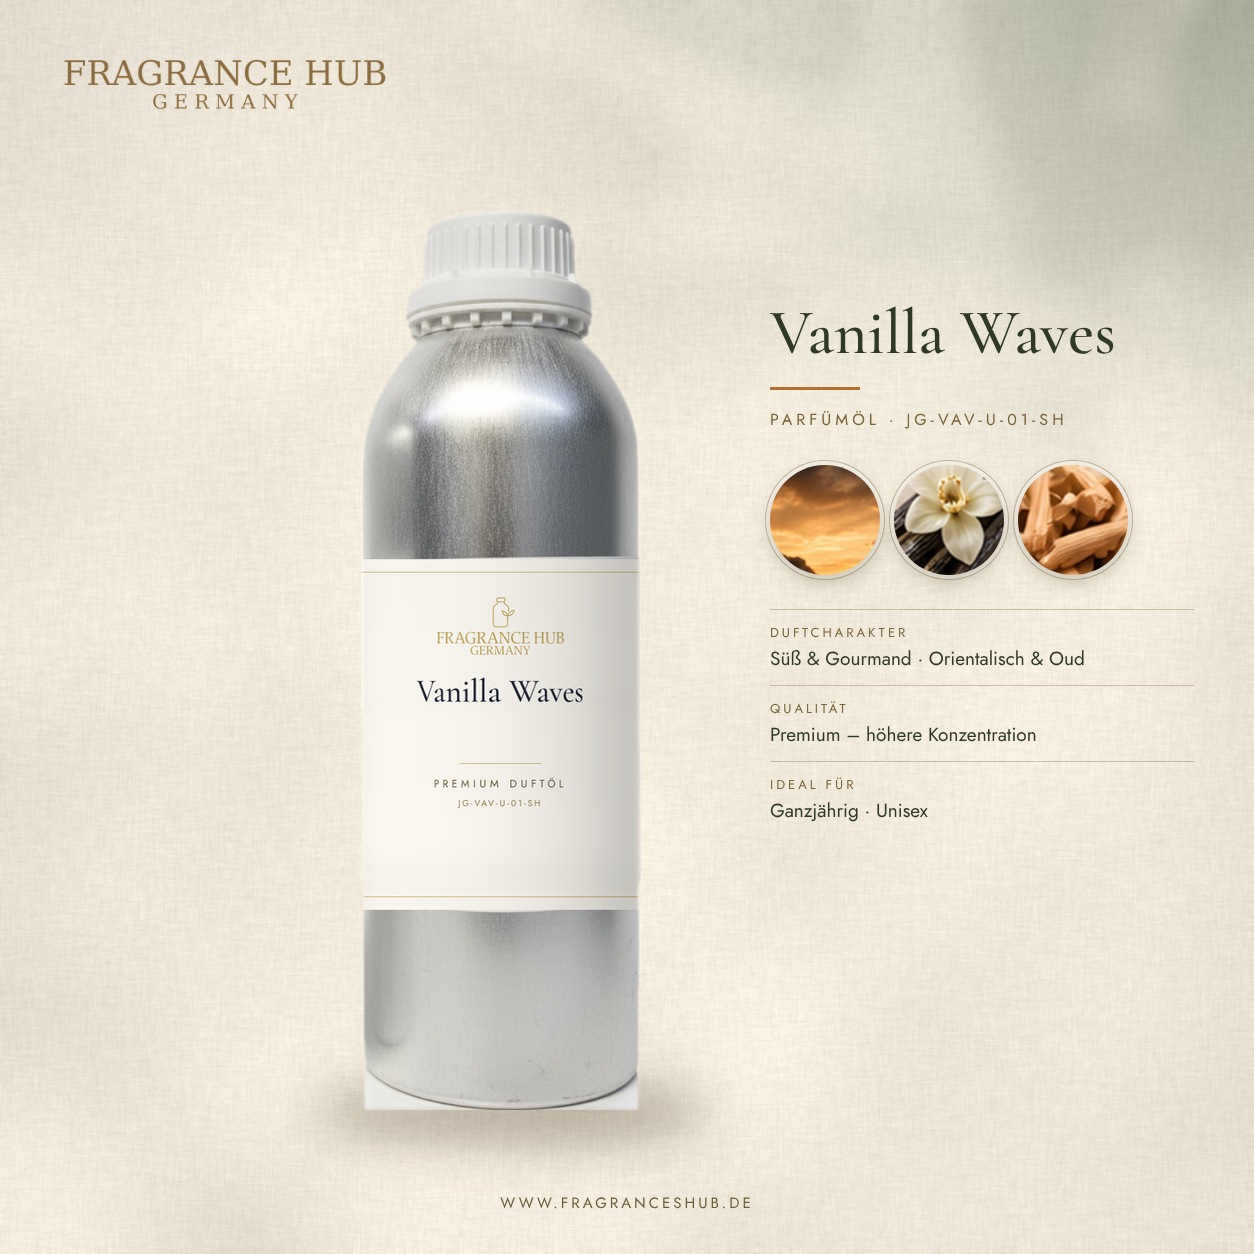 FRAGRANCE HUB
GERMANY
Vanilla Waves
PARFÜMÖL · JG-VAV-U-01-SH
DUFTCHARAKTER
Süß & Gourmand · Orientalisch & Oud
QUALITÄT
Premium – höhere Konzentration
IDEAL FÜR
Ganzjährig · Unisex
FRAGRANCE HUB
GERMANY
Vanilla Waves
PREMIUM DUFTÖL
JG-VAV-U-01-SH
WWW.FRAGRANCESHUB.DE